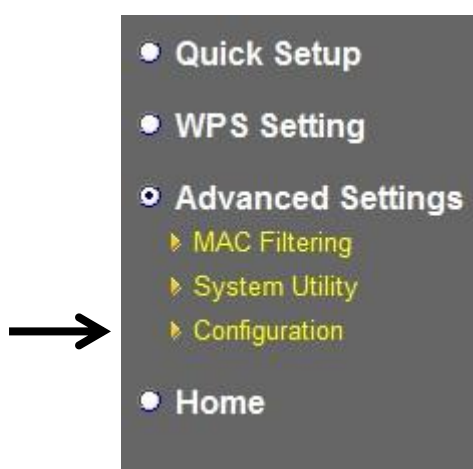 Quick Setup
WPS Setting
Advanced Settings
MAC Filtering
System Utility
Configuration
Home